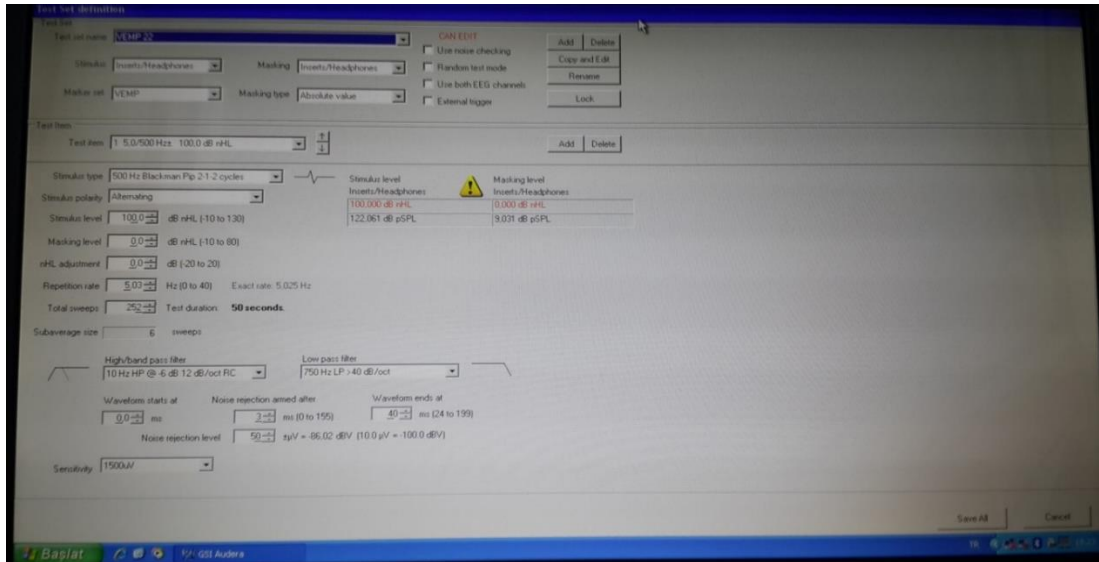 Test Set definition
Test Set
Test set name VEMP 22
CAN EDIT
Use noise checking
Add Delete
Stimulus Inserts/Headphones Masking Inserts/Headphones
Random test mode
Copy and Edit
Rename
Use both EEG channels
Marker set VEMP Masking type Absolute value
External trigger
Lock
Test Item
Test item 1 5.0/500 Hz± 100.0 dB nHL
Add Delete
Stimulus type 500 Hz Blackman Pip 2-1-2 cycles
Stimulus level Masking level
Inserts/Headphones Inserts/Headphones
Stimulus polarity Alternating
100.000 dB nHL 0.000 dB nHL
Stimulus level 100.0 dB nHL (-10 to 130)
122.061 dB pSPL 9.031 dB pSPL
Masking level 0.0 dB nHL (-10 to 80)
nHL adjustment 0.0 dB (-20 to 20)
Repetition rate 5.03 Hz (0 to 40) Exact rate: 5.025 Hz
Total sweeps 252 Test duration 50 seconds.
Subaverage size 6 sweeps
High/band pass filter Low pass filter
10 Hz HP @ -6 dB 12 dB/oct RC 750 Hz LP >40 dB/oct
Waveform starts at Noise rejection armed after Waveform ends at
0.0 ms 3 ms (0 to 155) 40 ms (24 to 199)
Noise rejection level 50 ±µV = -86.02 dBV (10.0 µV = -100.0 dBV)
Sensitivity 1500uV
Save All Cancel
Başlat GSI Audera TR